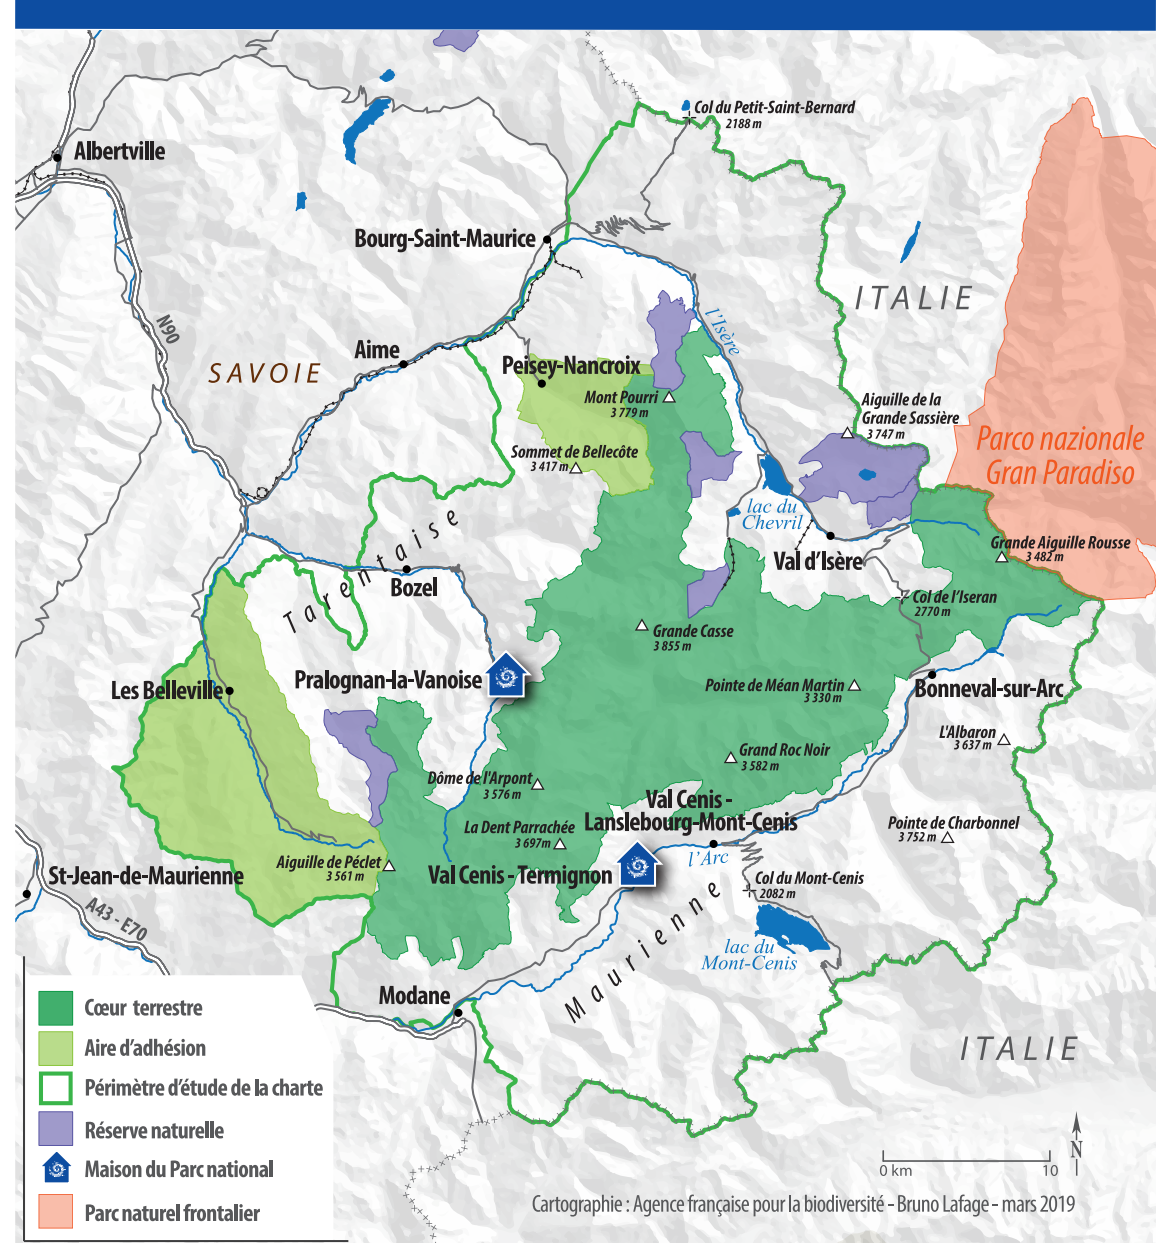 Col du Petit-Saint-Bernard
2188 m
Albertville
Bourg-Saint-Maurice
ITALIE
l'Isère
N90
Aime
SAVOIE
Peisey-Nancroix
Mont Pourri
3 779 m
Aiguille de la
Grande Sassière
3 747 m
Parco nazionale
Gran Paradiso
Sommet de Bellecôte
3 417 m
lac du
Chevril
Tarentaise
Val d'Isère
Grande Aiguille Rousse
3 482 m
Bozel
Col de l'Iseran
2770 m
Grande Casse
3 855 m
Pralognan-la-Vanoise
Les Belleville
Pointe de Méan Martin
3 330 m
Bonneval-sur-Arc
L'Albaron
3 637 m
Grand Roc Noir
3 582 m
Dôme de l'Arpont
3 576 m
Val Cenis -
Lanslebourg-Mont-Cenis
La Dent Parrachée
3 697m
Pointe de Charbonnel
3 752 m
l'Arc
Aiguille de Péclet
3 561 m
St-Jean-de-Maurienne
Val Cenis - Termignon
Col du Mont-Cenis
2082 m
A43 - E70
Maurienne
lac du
Mont-Cenis
Modane
ITALIE
Cœur terrestre
Aire d'adhésion
Périmètre d'étude de la charte
Réserve naturelle
Maison du Parc national
Parc naturel frontalier
N
0 km 10
Cartographie : Agence française pour la biodiversité - Bruno Lafage - mars 2019